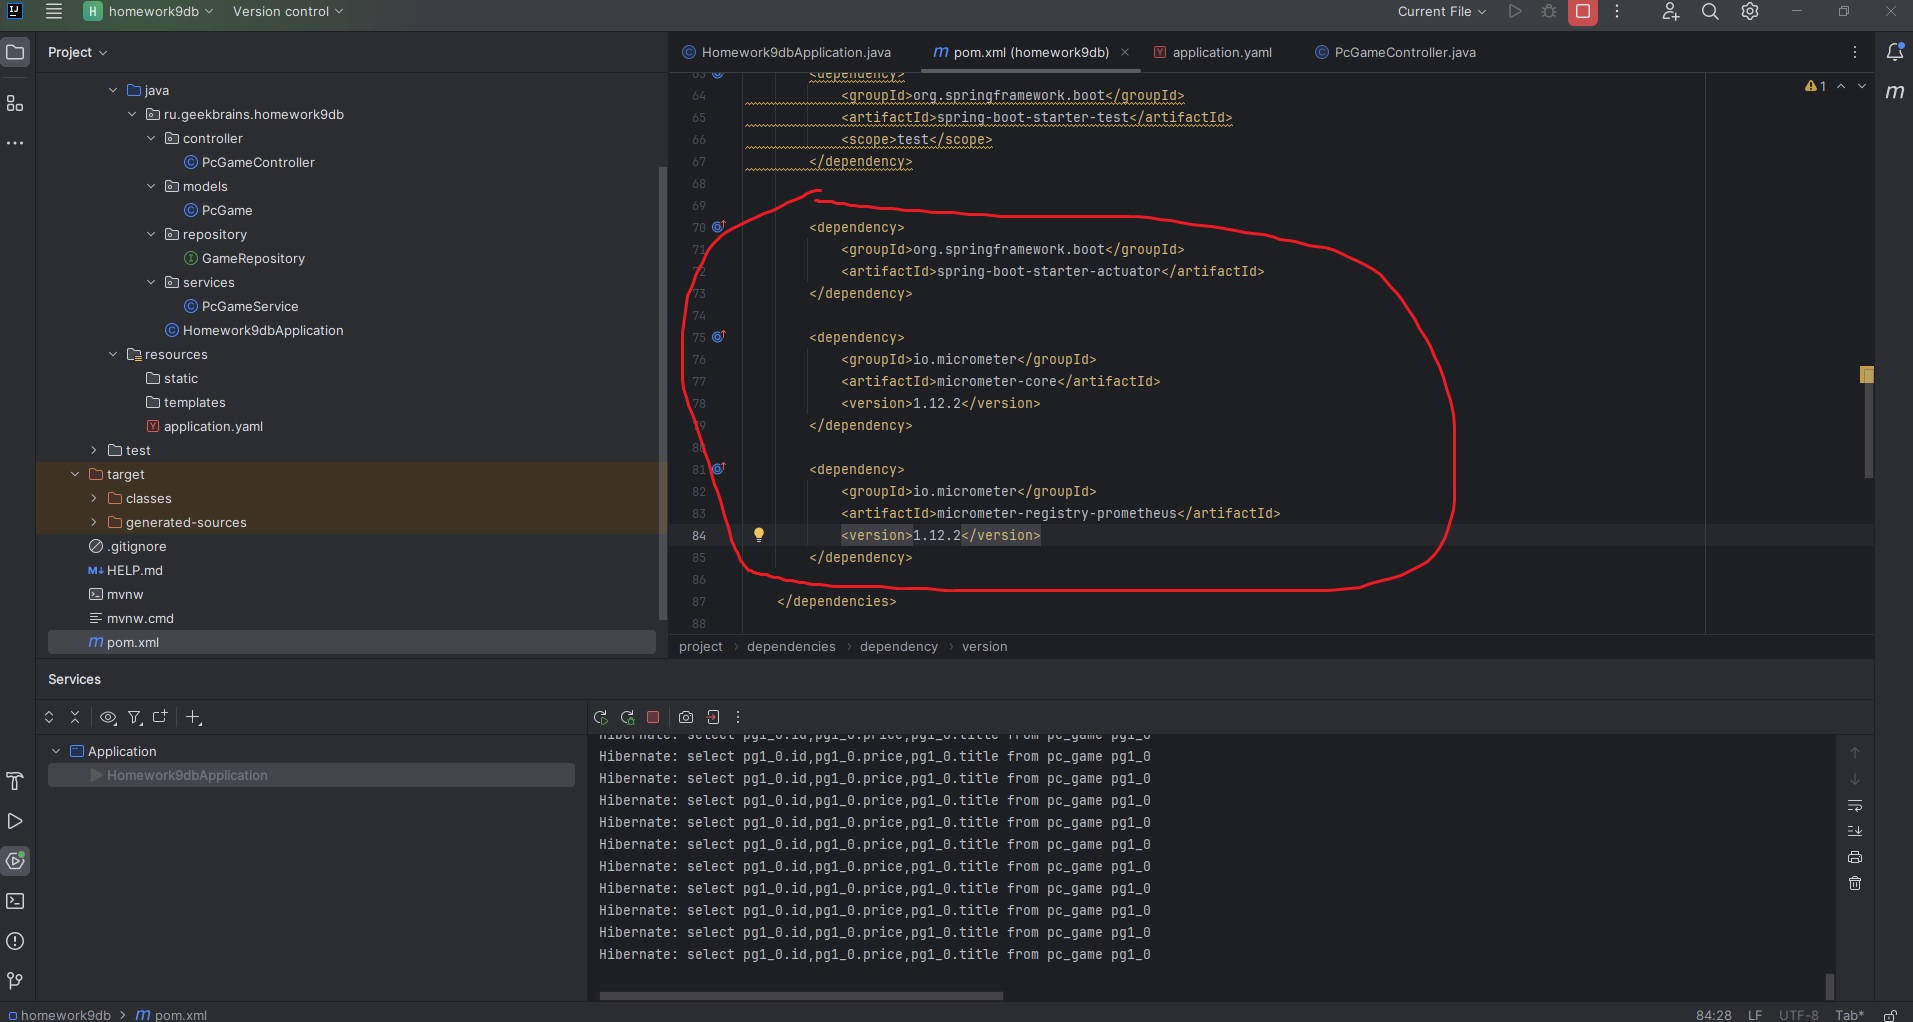 H homework9db Version control Current File
Project
Homework9dbApplication.java pom.xml (homework9db) application.yaml PcGameController.java
java
ru.geekbrains.homework9db
controller
PcGameController
models
PcGame
repository
GameRepository
services
PcGameService
Homework9dbApplication
resources
static
templates
application.yaml
test
target
classes
generated-sources
.gitignore
HELP.md
mvnw
mvnw.cmd
pom.xml
1
63 <dependency>
64 <groupId>org.springframework.boot</groupId>
65 <artifactId>spring-boot-starter-test</artifactId>
66 <scope>test</scope>
67 </dependency>
68
69
70 <dependency>
71 <groupId>org.springframework.boot</groupId>
72 <artifactId>spring-boot-starter-actuator</artifactId>
73 </dependency>
74
75 <dependency>
76 <groupId>io.micrometer</groupId>
77 <artifactId>micrometer-core</artifactId>
78 <version>1.12.2</version>
79 </dependency>
80
81 <dependency>
82 <groupId>io.micrometer</groupId>
83 <artifactId>micrometer-registry-prometheus</artifactId>
84 <version>1.12.2</version>
85 </dependency>
86
87 </dependencies>
88
project dependencies dependency version
Services
Application
Homework9dbApplication
Hibernate: select pg1_0.id,pg1_0.price,pg1_0.title from pc_game pg1_0
Hibernate: select pg1_0.id,pg1_0.price,pg1_0.title from pc_game pg1_0
Hibernate: select pg1_0.id,pg1_0.price,pg1_0.title from pc_game pg1_0
Hibernate: select pg1_0.id,pg1_0.price,pg1_0.title from pc_game pg1_0
Hibernate: select pg1_0.id,pg1_0.price,pg1_0.title from pc_game pg1_0
Hibernate: select pg1_0.id,pg1_0.price,pg1_0.title from pc_game pg1_0
Hibernate: select pg1_0.id,pg1_0.price,pg1_0.title from pc_game pg1_0
Hibernate: select pg1_0.id,pg1_0.price,pg1_0.title from pc_game pg1_0
Hibernate: select pg1_0.id,pg1_0.price,pg1_0.title from pc_game pg1_0
Hibernate: select pg1_0.id,pg1_0.price,pg1_0.title from pc_game pg1_0
Hibernate: select pg1_0.id,pg1_0.price,pg1_0.title from pc_game pg1_0
homework9db pom.xml 84:28 LF UTF-8 Tab*